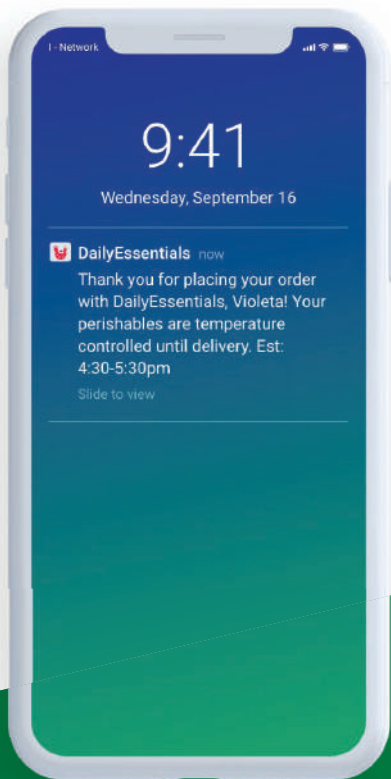 I - Network
9:41
Wednesday, September 16
DailyEssentials now
Thank you for placing your order
with DailyEssentials, Violeta! Your
perishables are temperature
controlled until delivery. Est:
4:30-5:30pm
Slide to view